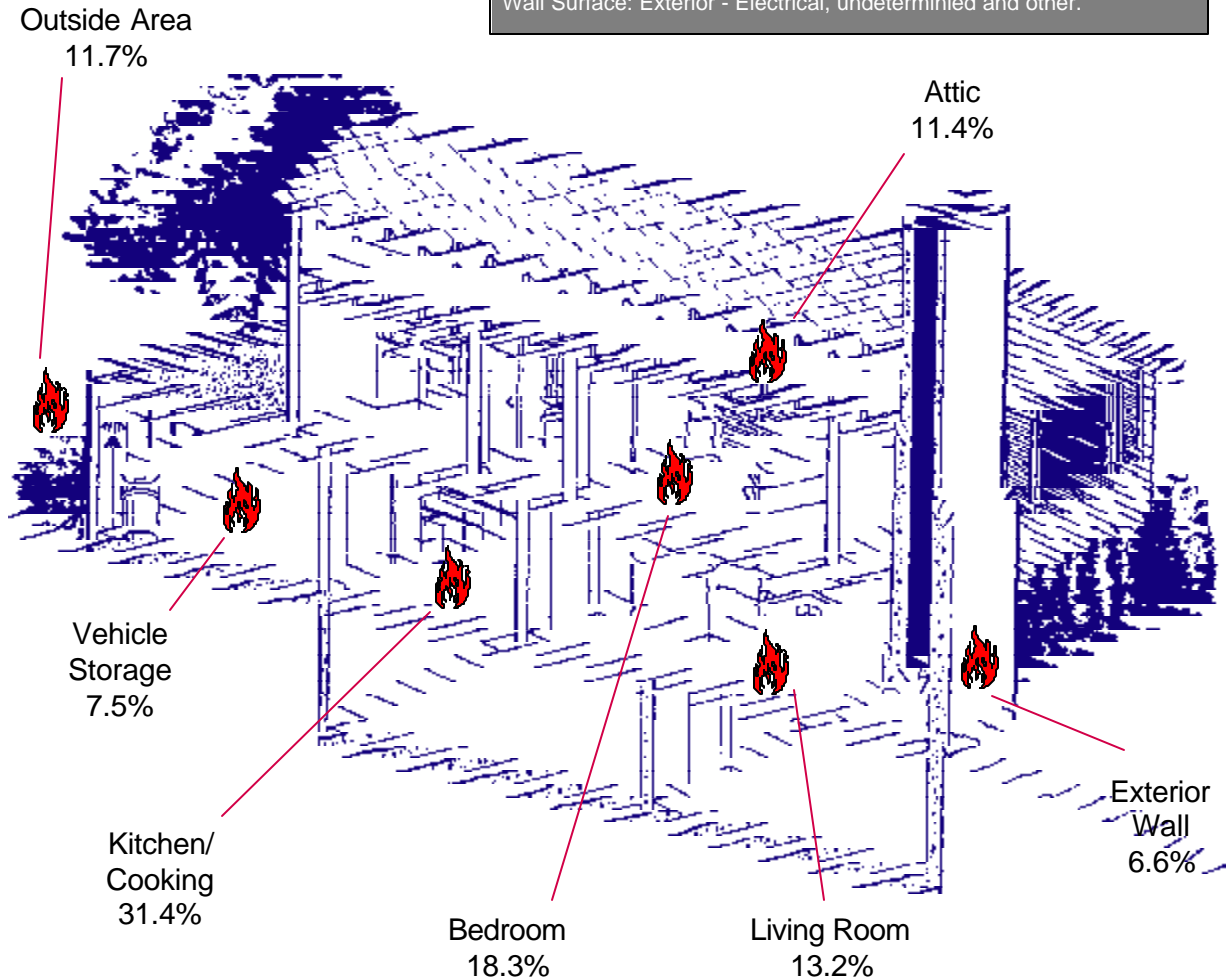 Wall Surface: Exterior - Electrical, undeterminied and other.
Outside Area
11.7%
Attic
11.4%
Vehicle
Storage
7.5%
Kitchen/
Cooking
31.4%
Bedroom
18.3%
Living Room
13.2%
Exterior
Wall
6.6%